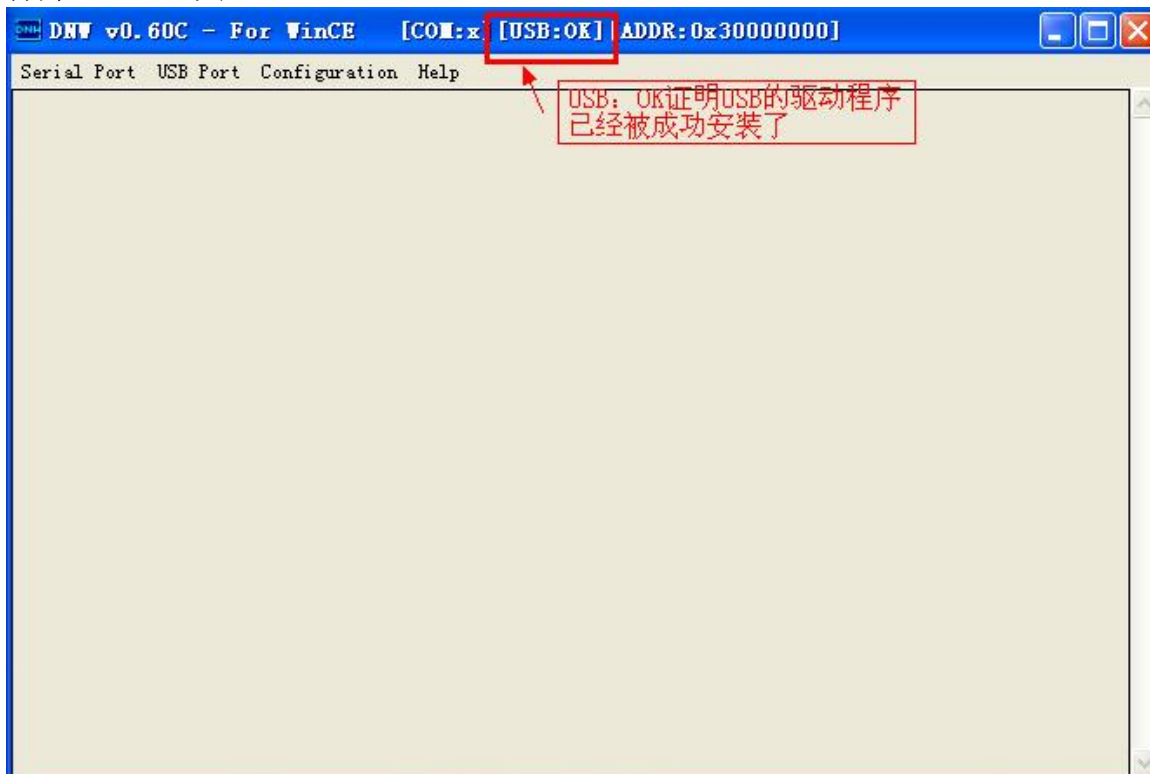 DNW v0.60C - For WinCE [COM:x][USB:OK][ADDR:0x30000000]
Serial Port USB Port Configuration Help
USB：OK证明USB的驱动程序
已经被成功安装了